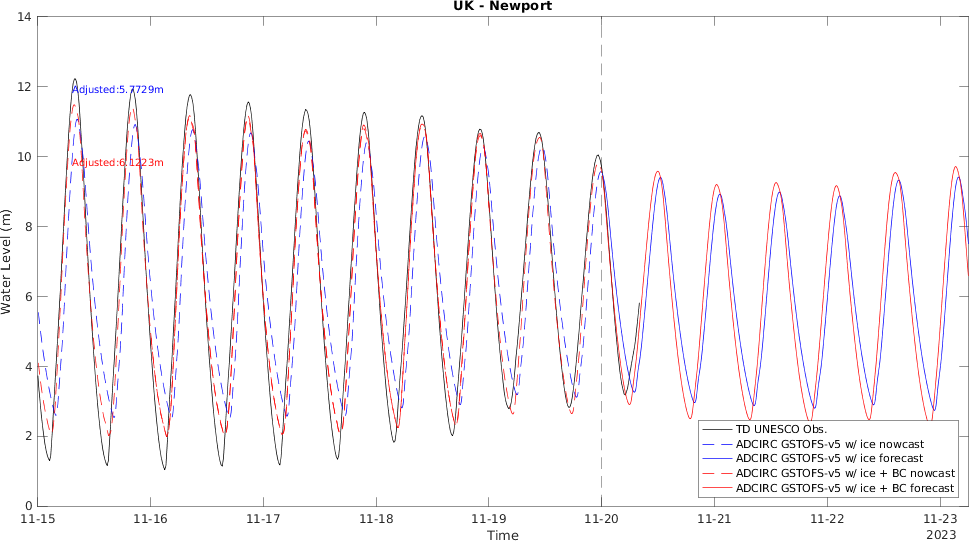 UK - Newport
14
12
10
8
6
4
2
0
Water Level (m)
Adjusted:5.7729m
Adjusted:6.1223m
TD UNESCO Obs.
ADCIRC GSTOFS-v5 w/ ice nowcast
ADCIRC GSTOFS-v5 w/ ice forecast
ADCIRC GSTOFS-v5 w/ ice + BC nowcast
ADCIRC GSTOFS-v5 w/ ice + BC forecast
11-15 11-16 11-17 11-18 11-19 11-20 11-21 11-22 11-23
Time
2023